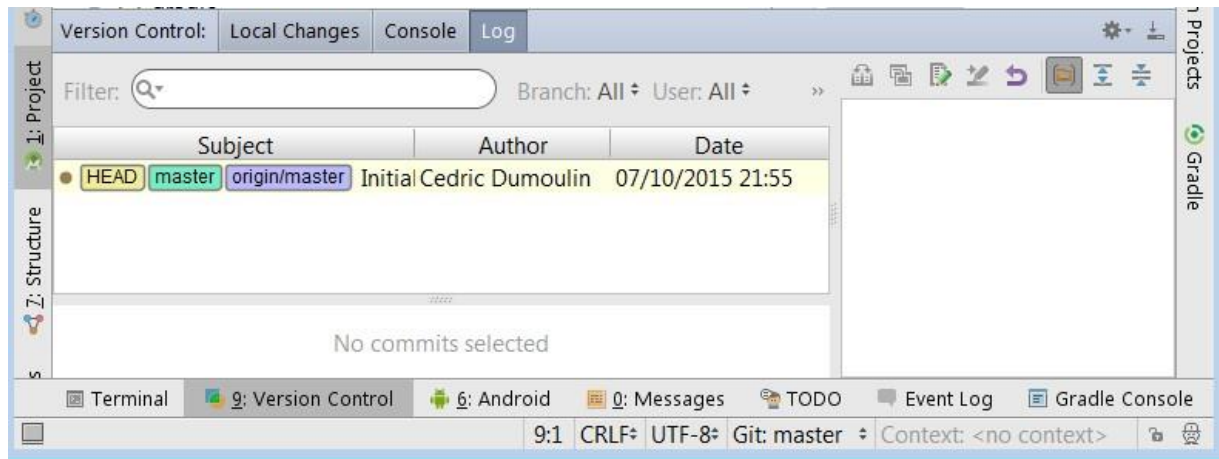 Version Control: Local Changes Console Log
Filter: Branch: All User: All »
Subject Author Date
HEAD master origin/master Initial Cedric Dumoulin 07/10/2015 21:55
No commits selected
1: Project
7: Structure
Projects
Gradle
Terminal 9: Version Control 6: Android 0: Messages TODO Event Log Gradle Console
9:1 CRLF UTF-8 Git: master Context: <no context>